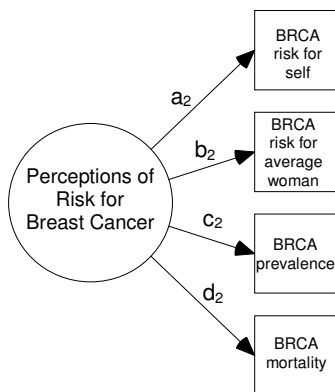 BRCA
risk for
self
a2
BRCA
risk for
average
woman
b2
Perceptions of
Risk for
Breast Cancer
c2
BRCA
prevalence
d2
BRCA
mortality